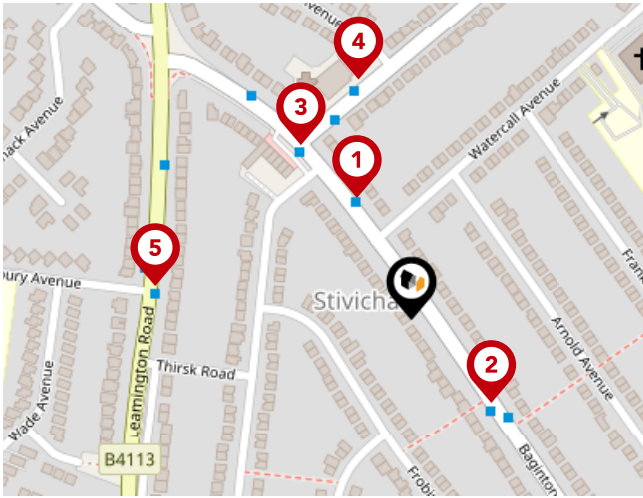 4
3
Watercall Avenue
1
nack Avenue
5
bury Avenue
Stivicha
Fran
Leamington Road
Arnold Avenue
2
Thirsk Road
Wade Avenue
B4113
Frobi
Baginton